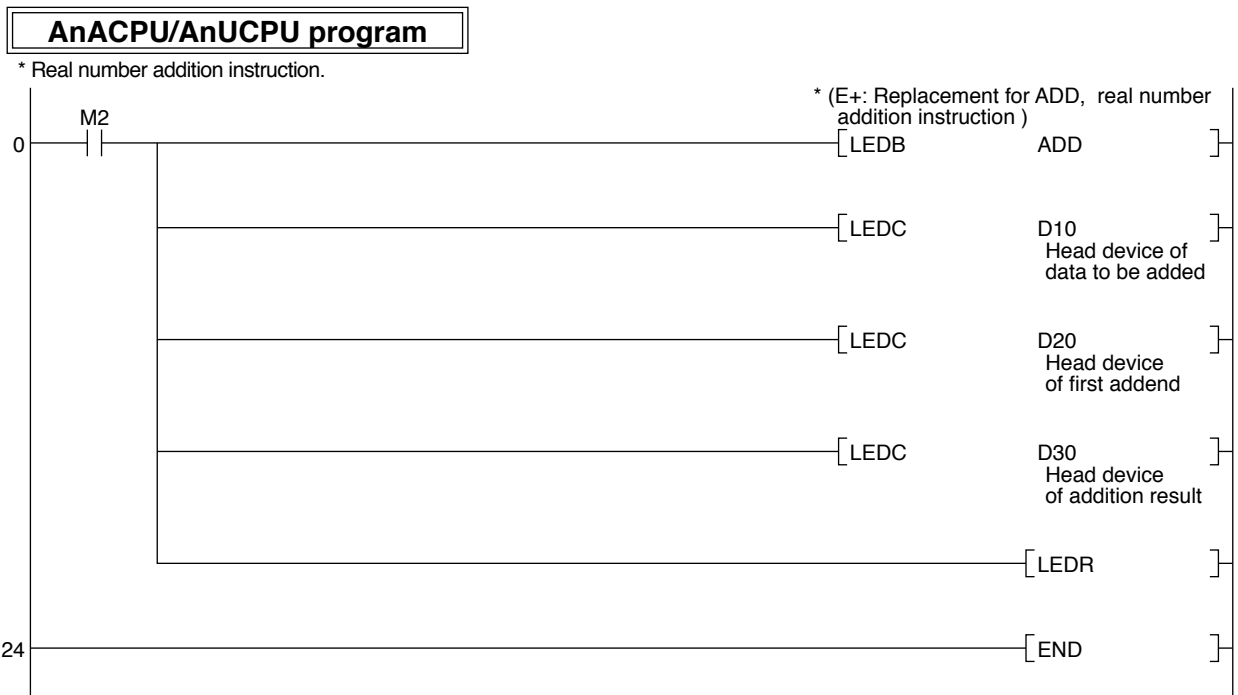 AnACPU/AnUCPU program
* Real number addition instruction.
* (E+: Replacement for ADD, real number
addition instruction )
M2
0 LEDB ADD
LEDC D10
Head device of
data to be added
LEDC D20
Head device
of first addend
LEDC D30
Head device
of addition result
LEDR
24 END